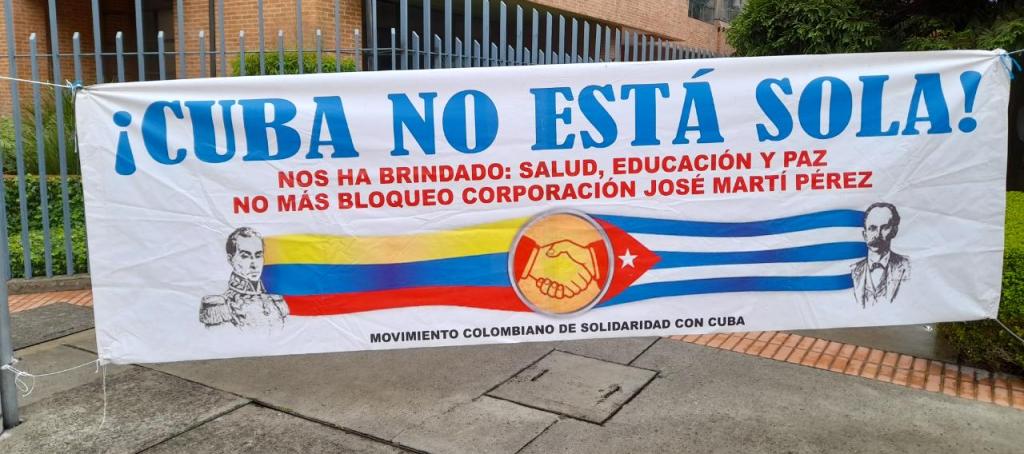 ¡CUBA NO ESTÁ SOLA!
NOS HA BRINDADO: SALUD, EDUCACIÓN Y PAZ
NO MÁS BLOQUEO CORPORACIÓN JOSÉ MARTÍ PÉREZ
MOVIMIENTO COLOMBIANO DE SOLIDARIDAD CON CUBA